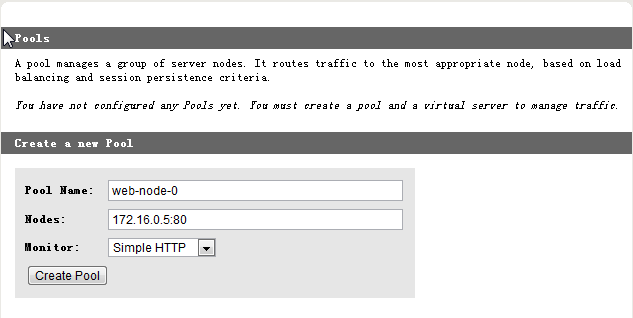 Pools
A pool manages a group of server nodes. It routes traffic to the most appropriate node, based on load
balancing and session persistence criteria.
You have not configured any Pools yet. You must create a pool and a virtual server to manage traffic.
Create a new Pool
Pool Name: web-node-0
Nodes: 172.16.0.5:80
Monitor: Simple HTTP
Create Pool